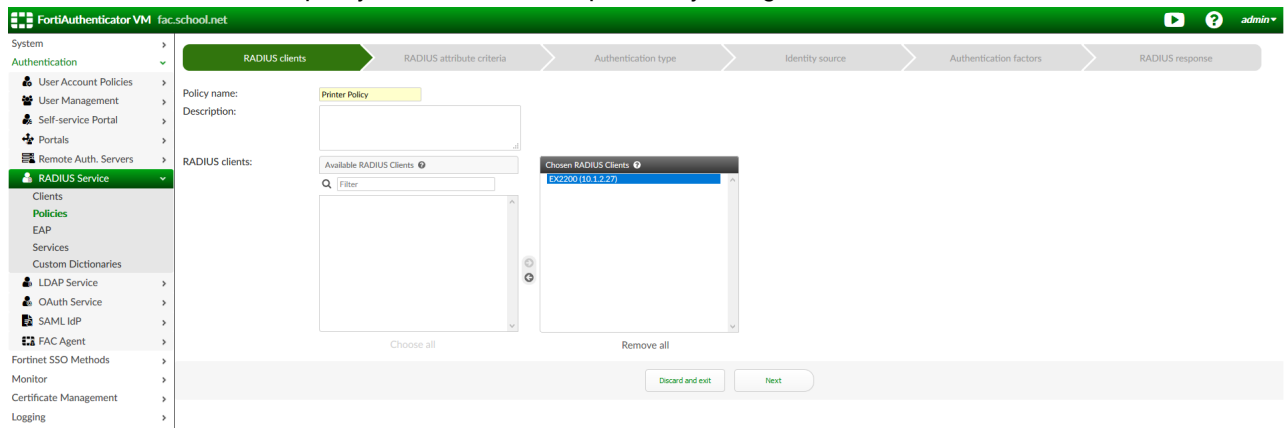 FortiAuthenticator VM fac.school.net
admin
System
Authentication
User Account Policies
User Management
Self-service Portal
Portals
Remote Auth. Servers
RADIUS Service
Clients
Policies
EAP
Services
Custom Dictionaries
LDAP Service
OAuth Service
SAML IdP
FAC Agent
Fortinet SSO Methods
Monitor
Certificate Management
Logging
RADIUS clients RADIUS attribute criteria Authentication type Identity source Authentication factors RADIUS response
Policy name: Printer Policy
Description:
RADIUS clients:
Available RADIUS Clients
Filter
Choose all
Chosen RADIUS Clients
EX2200 (10.1.2.27)
Remove all
Discard and exit Next